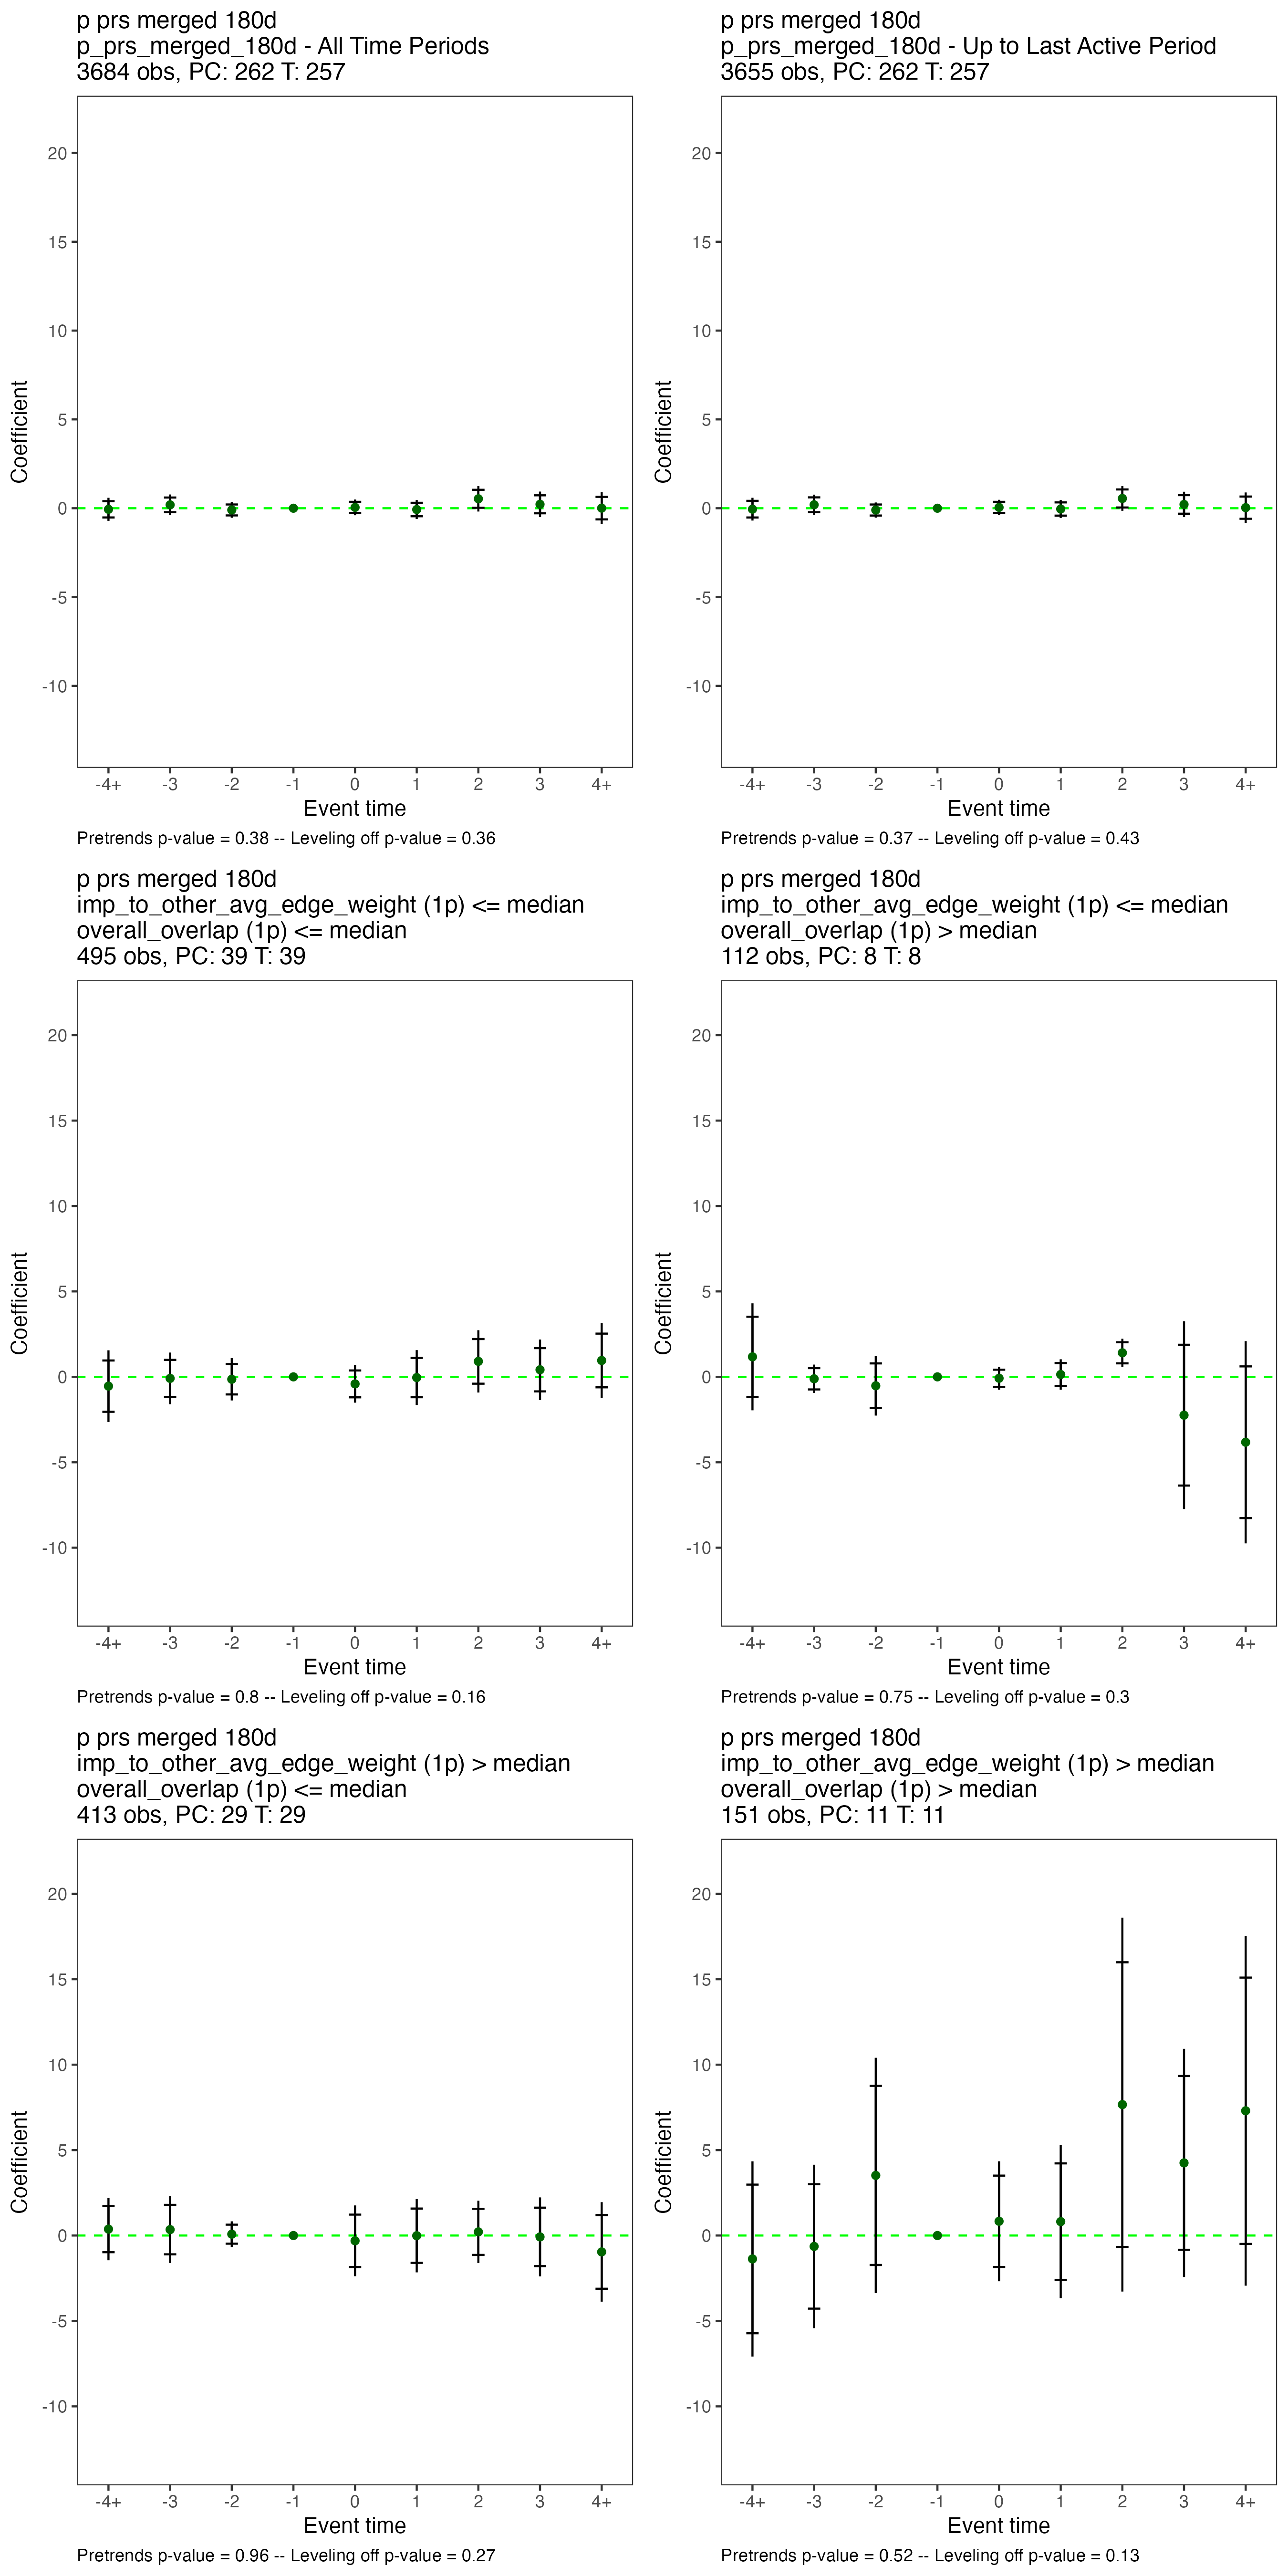 p prs merged 180d
p_prs_merged_180d - All Time Periods
3684 obs, PC: 262 T: 257
20
15
10
5
0
-5
-10
Coefficient
-4+ -3 -2 -1 0 1 2 3 4+
Event time
Pretrends p-value = 0.38 -- Leveling off p-value = 0.36
p prs merged 180d
p_prs_merged_180d - Up to Last Active Period
3655 obs, PC: 262 T: 257
20
15
10
5
0
-5
-10
Coefficient
-4+ -3 -2 -1 0 1 2 3 4+
Event time
Pretrends p-value = 0.37 -- Leveling off p-value = 0.43
p prs merged 180d
imp_to_other_avg_edge_weight (1p) <= median
overall_overlap (1p) <= median
495 obs, PC: 39 T: 39
20
15
10
5
0
-5
-10
Coefficient
-4+ -3 -2 -1 0 1 2 3 4+
Event time
Pretrends p-value = 0.8 -- Leveling off p-value = 0.16
p prs merged 180d
imp_to_other_avg_edge_weight (1p) <= median
overall_overlap (1p) > median
112 obs, PC: 8 T: 8
20
15
10
5
0
-5
-10
Coefficient
-4+ -3 -2 -1 0 1 2 3 4+
Event time
Pretrends p-value = 0.75 -- Leveling off p-value = 0.3
p prs merged 180d
imp_to_other_avg_edge_weight (1p) > median
overall_overlap (1p) <= median
413 obs, PC: 29 T: 29
20
15
10
5
0
-5
-10
Coefficient
-4+ -3 -2 -1 0 1 2 3 4+
Event time
Pretrends p-value = 0.96 -- Leveling off p-value = 0.27
p prs merged 180d
imp_to_other_avg_edge_weight (1p) > median
overall_overlap (1p) > median
151 obs, PC: 11 T: 11
20
15
10
5
0
-5
-10
Coefficient
-4+ -3 -2 -1 0 1 2 3 4+
Event time
Pretrends p-value = 0.52 -- Leveling off p-value = 0.13